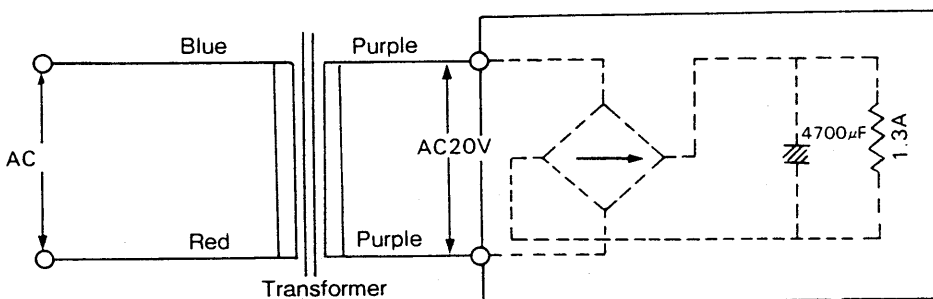 Blue
Purple
AC
AC20V
4700μF
1.3A
Red
Purple
Transformer